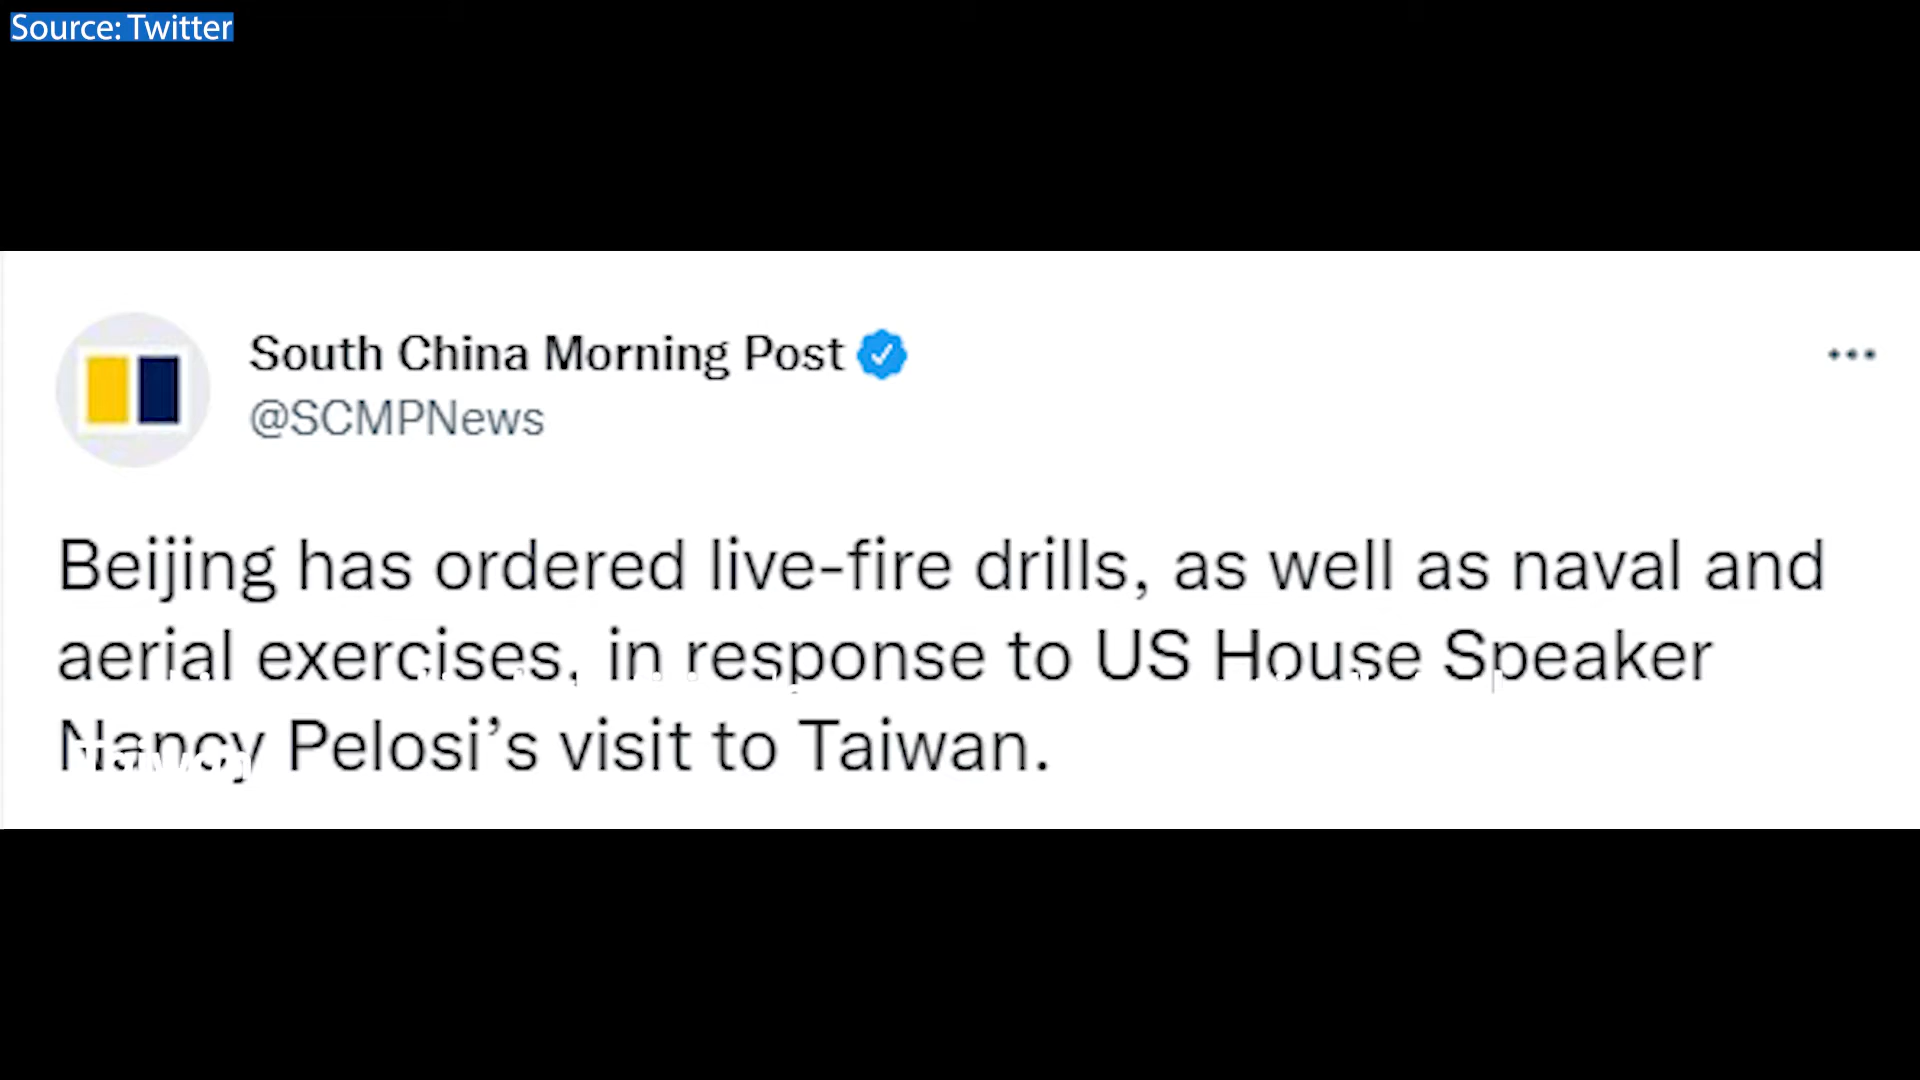 Source: Twitter
South China Morning Post
@SCMPNews
Beijing has ordered live-fire drills, as well as naval and
aerial exercises, in response to US House Speaker
Nancy Pelosi’s visit to Taiwan.